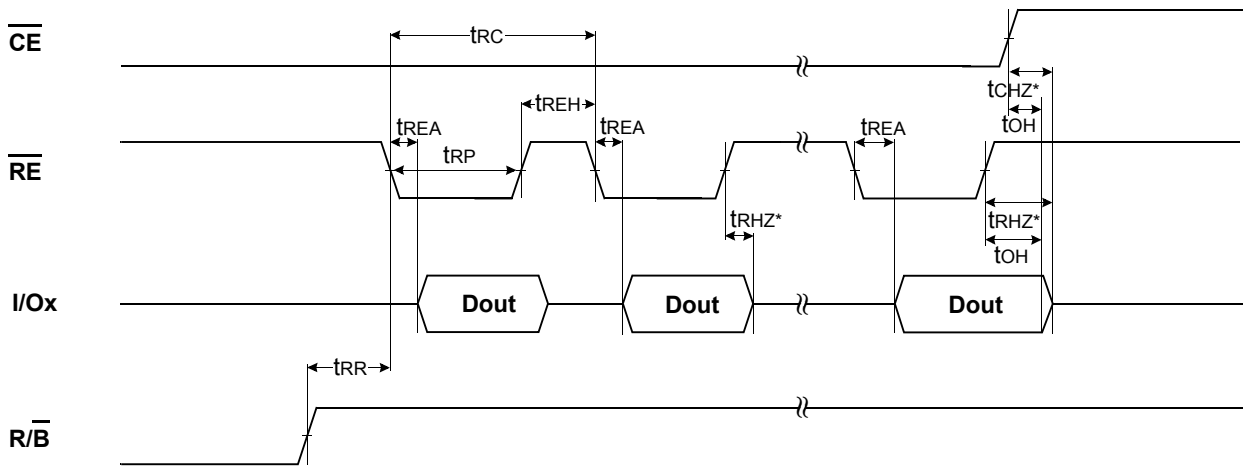 CE
tRC
tCHZ*
tREH
tOH
tREA
tREA
tREA
tRP
RE
tRHZ*
tRHZ*
tOH
I/Ox
Dout
Dout
Dout
tRR
R/B